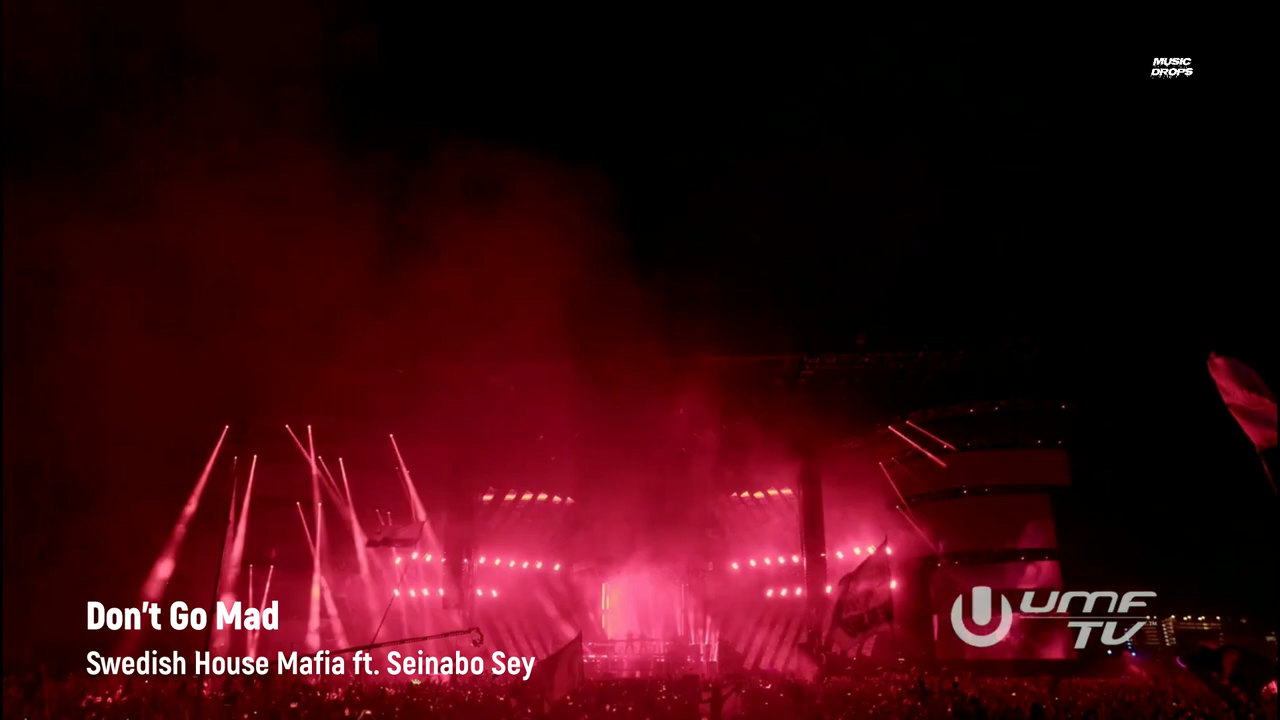 MUSIC
DROPS
Don't Go Mad
Swedish House Mafia ft. Seinabo Sey
UMF
TV